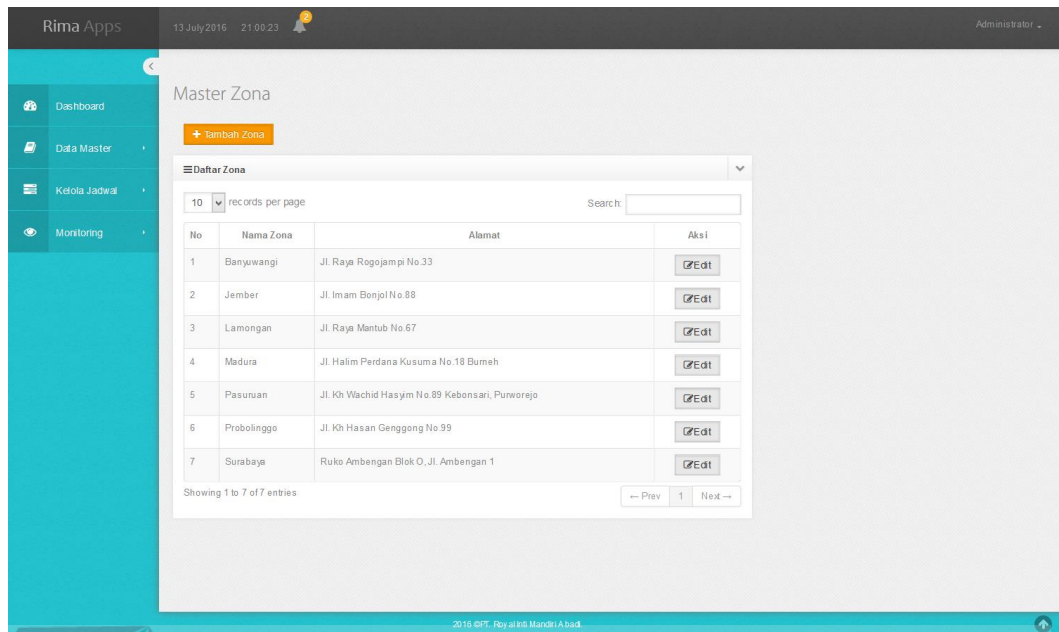 Rima Apps
13 July 2016 21:00:23 2
Administrator
Dashboard
Data Master
Kelola Jadwal
Monitoring
Master Zona
+ Tambah Zona
Daftar Zona
10 records per page
Search:
No Nama Zona Alamat Aksi
1 Banyuwangi Jl. Raya Rogojampi No.33 Edit
2 Jember Jl. Imam Bonjol No.88 Edit
3 Lamongan Jl. Raya Mantub No.67 Edit
4 Madura Jl. Halim Perdana Kusuma No.18 Burneh Edit
5 Pasuruan Jl. Kh Wachid Hasyim No.89 Kebonsari, Purworejo Edit
6 Probolinggo Jl. Kh Hasan Genggong No.99 Edit
7 Surabaya Ruko Ambengan Blok O, Jl. Ambengan 1 Edit
Showing 1 to 7 of 7 entries
← Prev 1 Next →
2016 ©PT. Royal Inti Mandiri Abadi.